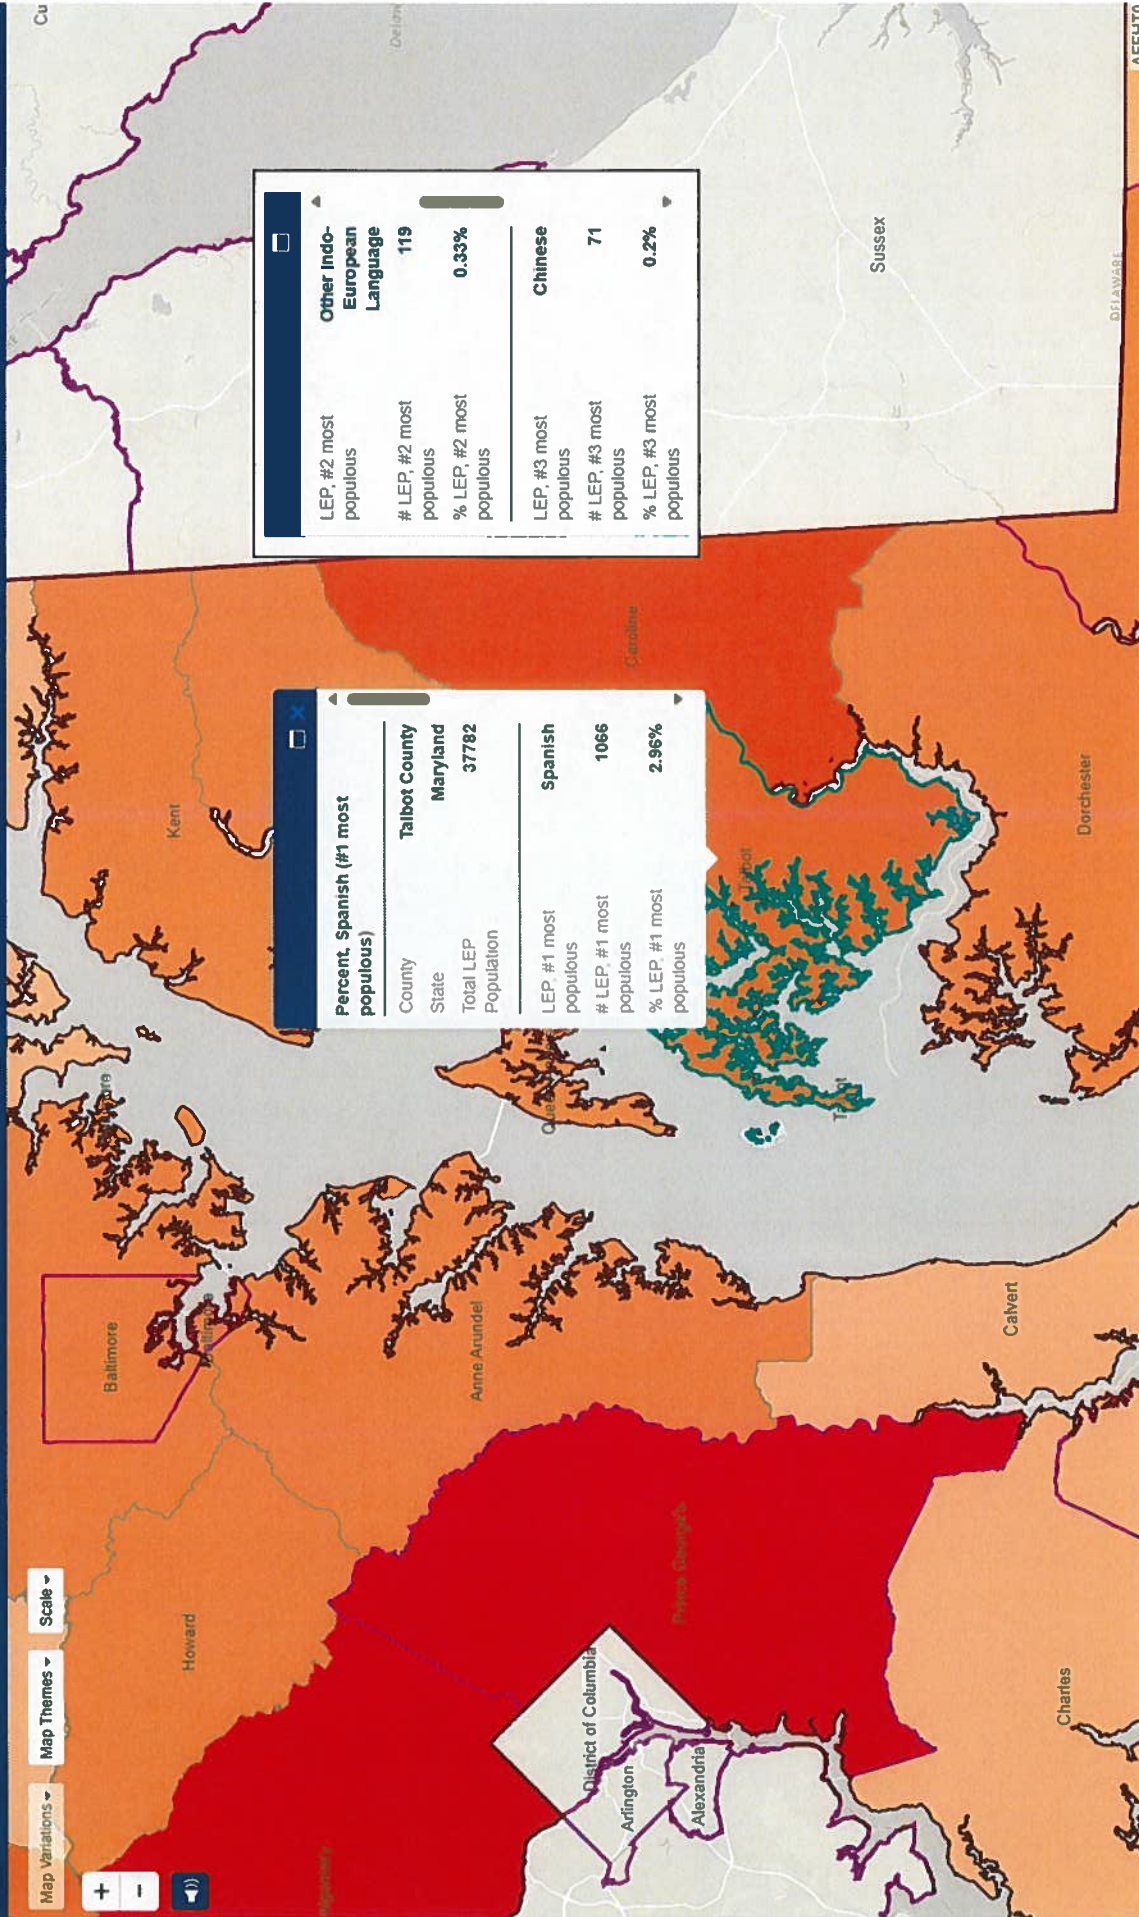 Map Variations
Map Themes
Scale
+
-
Cu
Delaw
Kent
Baltimore
Howard
Anne Arundel
Caroline
Sussex
DELAWARE
Dorchester
Talbot
Calvert
Charles
Prince George's
District of Columbia
Arlington
Alexandria
Percent, Spanish (#1 most
populous)
County Talbot County
State Maryland
Total LEP 37782
Population
LEP, #1 most Spanish
populous
# LEP, #1 most 1066
populous
% LEP, #1 most 2.96%
populous
LEP, #2 most Other Indo-
populous European
Language
# LEP, #2 most 119
populous
% LEP, #2 most 0.33%
populous
LEP, #3 most Chinese
populous
# LEP, #3 most 71
populous
% LEP, #3 most 0.2%
populous